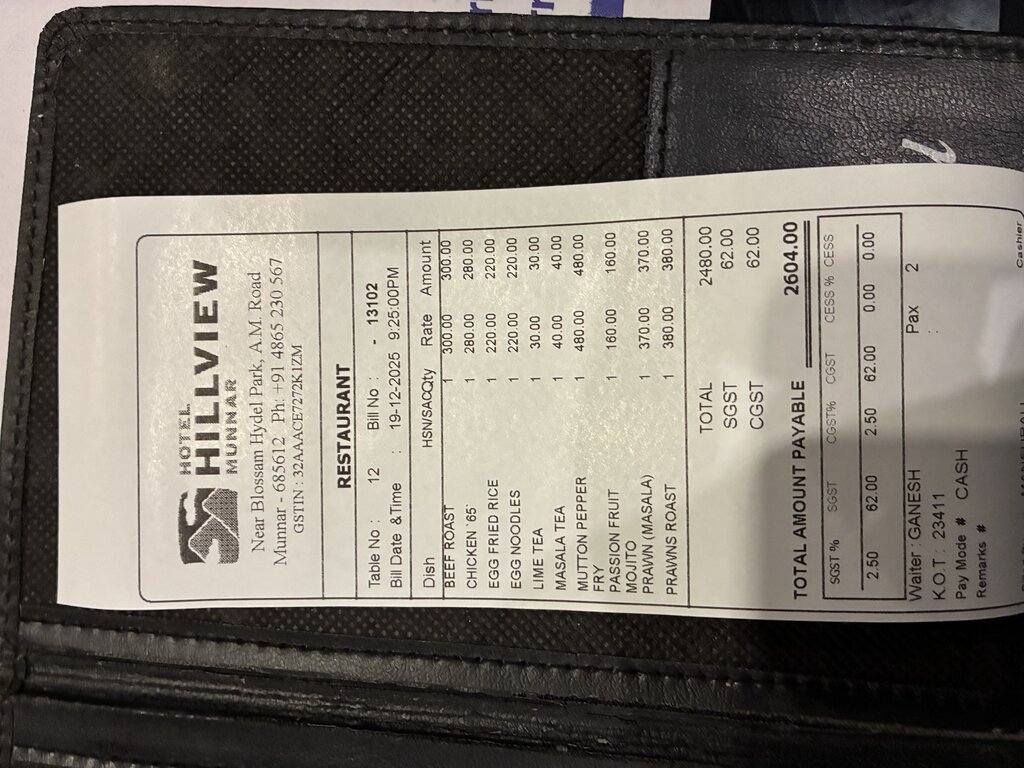 HOTEL
HILLVIEW
MUNNAR
Near Blossam Hydel Park, A.M. Road
Munnar - 685612 Ph: +91 4865 230 567
GSTIN : 32AAACE7272K1ZM
RESTAURANT
Table No : 12 Bill No : - 13102
Bill Date &Time : 19-12-2025 9:25:00PM
Dish HSN/SACQty Rate Amount
BEEF ROAST 1 300.00 300.00
CHICKEN '65' 1 280.00 280.00
EGG FRIED RICE 1 220.00 220.00
EGG NOODLES 1 220.00 220.00
LIME TEA 1 30.00 30.00
MASALA TEA 1 40.00 40.00
MUTTON PEPPER 1 480.00 480.00
FRY
PASSION FRUIT 1 160.00 160.00
MOJITO
PRAWN (MASALA) 1 370.00 370.00
PRAWNS ROAST 1 380.00 380.00
TOTAL 2480.00
SGST 62.00
CGST 62.00
TOTAL AMOUNT PAYABLE 2604.00
SGST % SGST CGST% CGST CESS % CESS
2.50 62.00 2.50 62.00 0.00 0.00
Waiter : GANESH Pax : 2
K.O.T : 23411
Pay Mode # CASH
Remarks #
Cashier